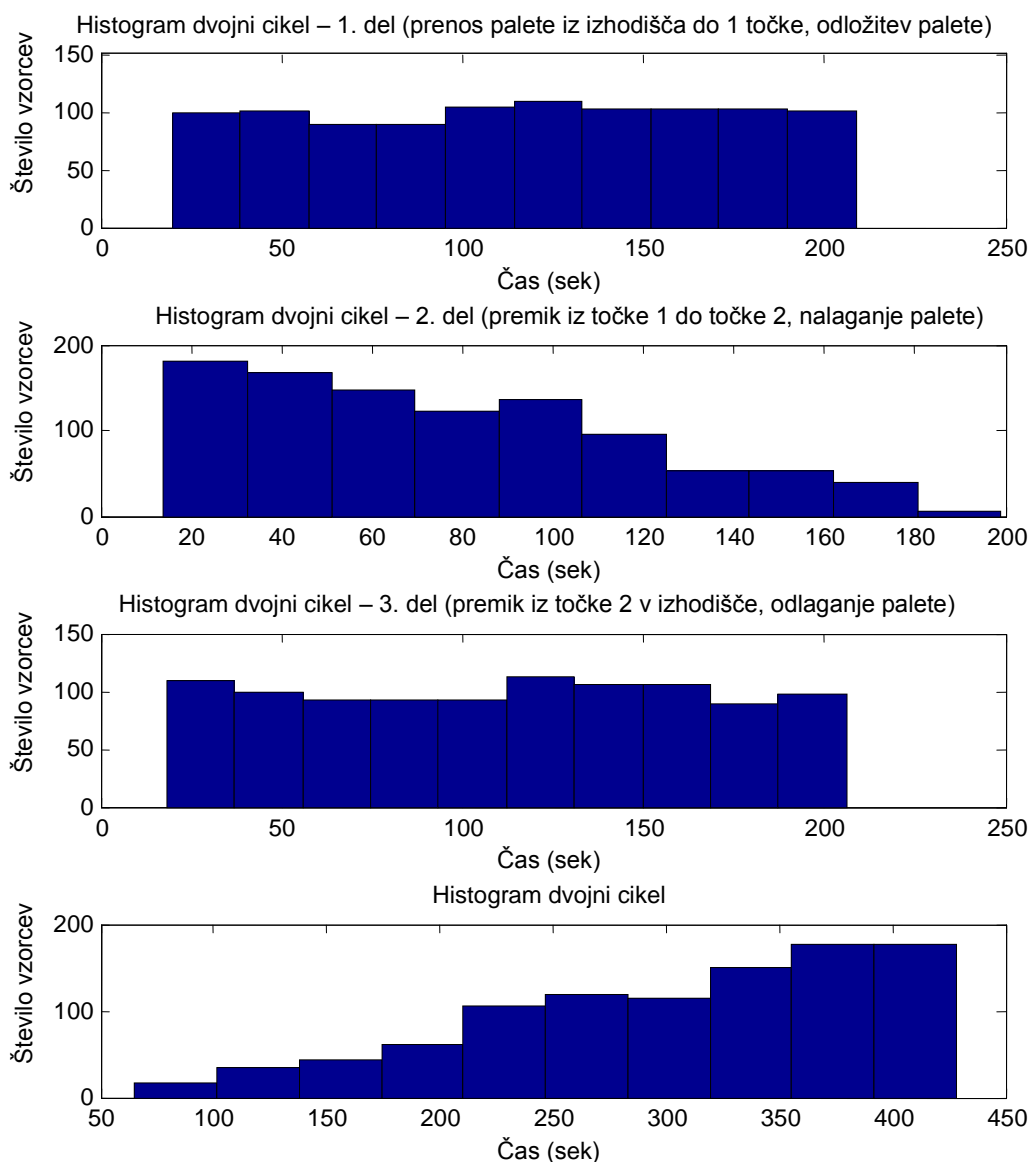 Histogram dvojni cikel – 1. del (prenos palete iz izhodišča do 1 točke, odložitev palete)
150
100
50
0
Število vzorcev
0 50 100 150 200 250
Čas (sek)
Histogram dvojni cikel – 2. del (premik iz točke 1 do točke 2, nalaganje palete)
200
100
0
Število vzorcev
0 20 40 60 80 100 120 140 160 180 200
Čas (sek)
Histogram dvojni cikel – 3. del (premik iz točke 2 v izhodišče, odlaganje palete)
150
100
50
0
Število vzorcev
0 50 100 150 200 250
Čas (sek)
Histogram dvojni cikel
200
100
0
Število vzorcev
50 100 150 200 250 300 350 400 450
Čas (sek)